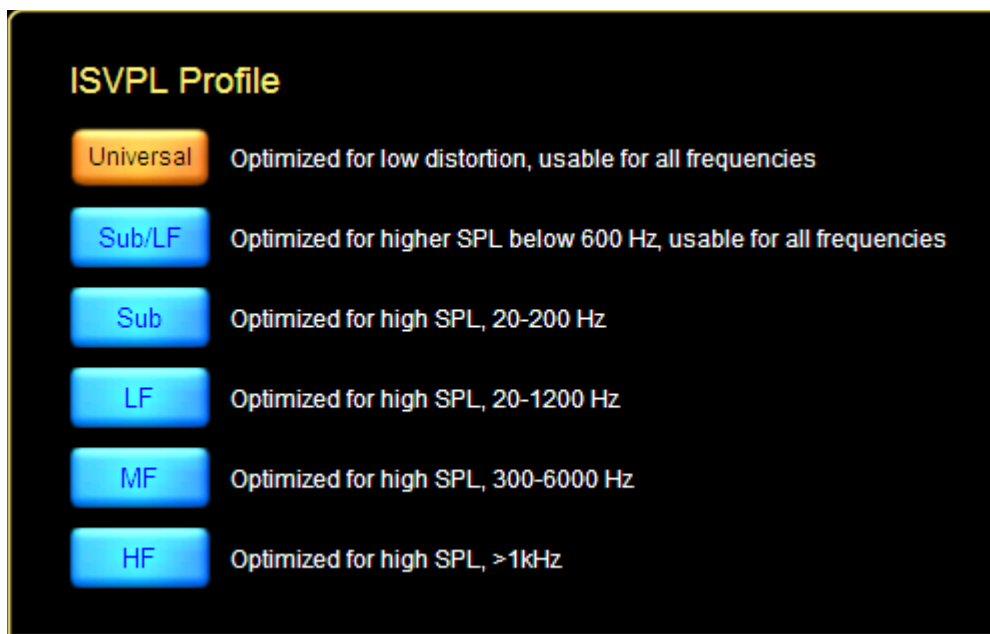 ISVPL Profile
Universal Optimized for low distortion, usable for all frequencies
Sub/LF Optimized for higher SPL below 600 Hz, usable for all frequencies
Sub Optimized for high SPL, 20-200 Hz
LF Optimized for high SPL, 20-1200 Hz
MF Optimized for high SPL, 300-6000 Hz
HF Optimized for high SPL, >1kHz